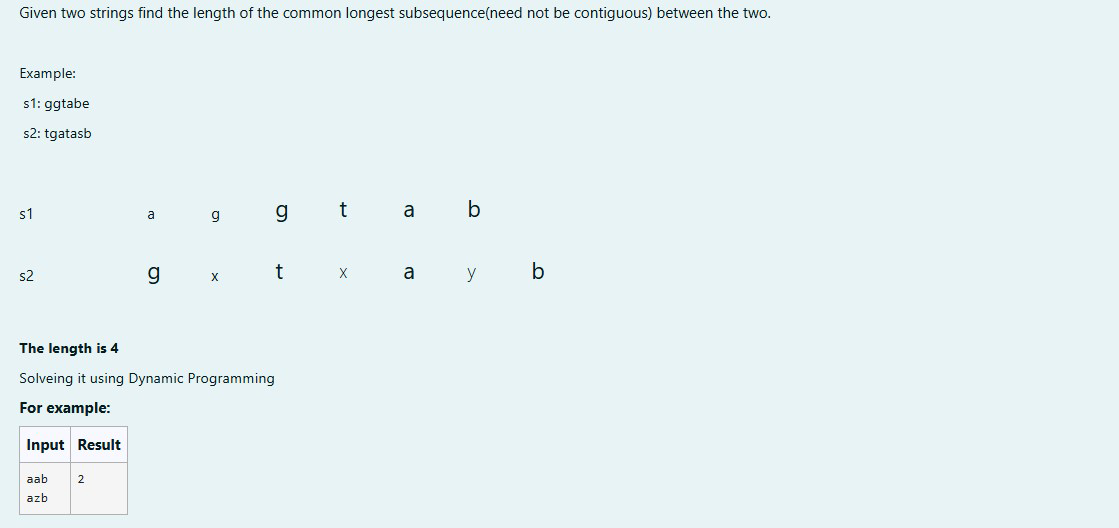 Given two strings find the length of the common longest subsequence(need not be contiguous) between the two.
Example:
s1: ggtabe
s2: tgatasb
s1 a g g t a b
s2 g x t x a y b
The length is 4
Solveing it using Dynamic Programming
For example:
Input Result
aab 2
azb